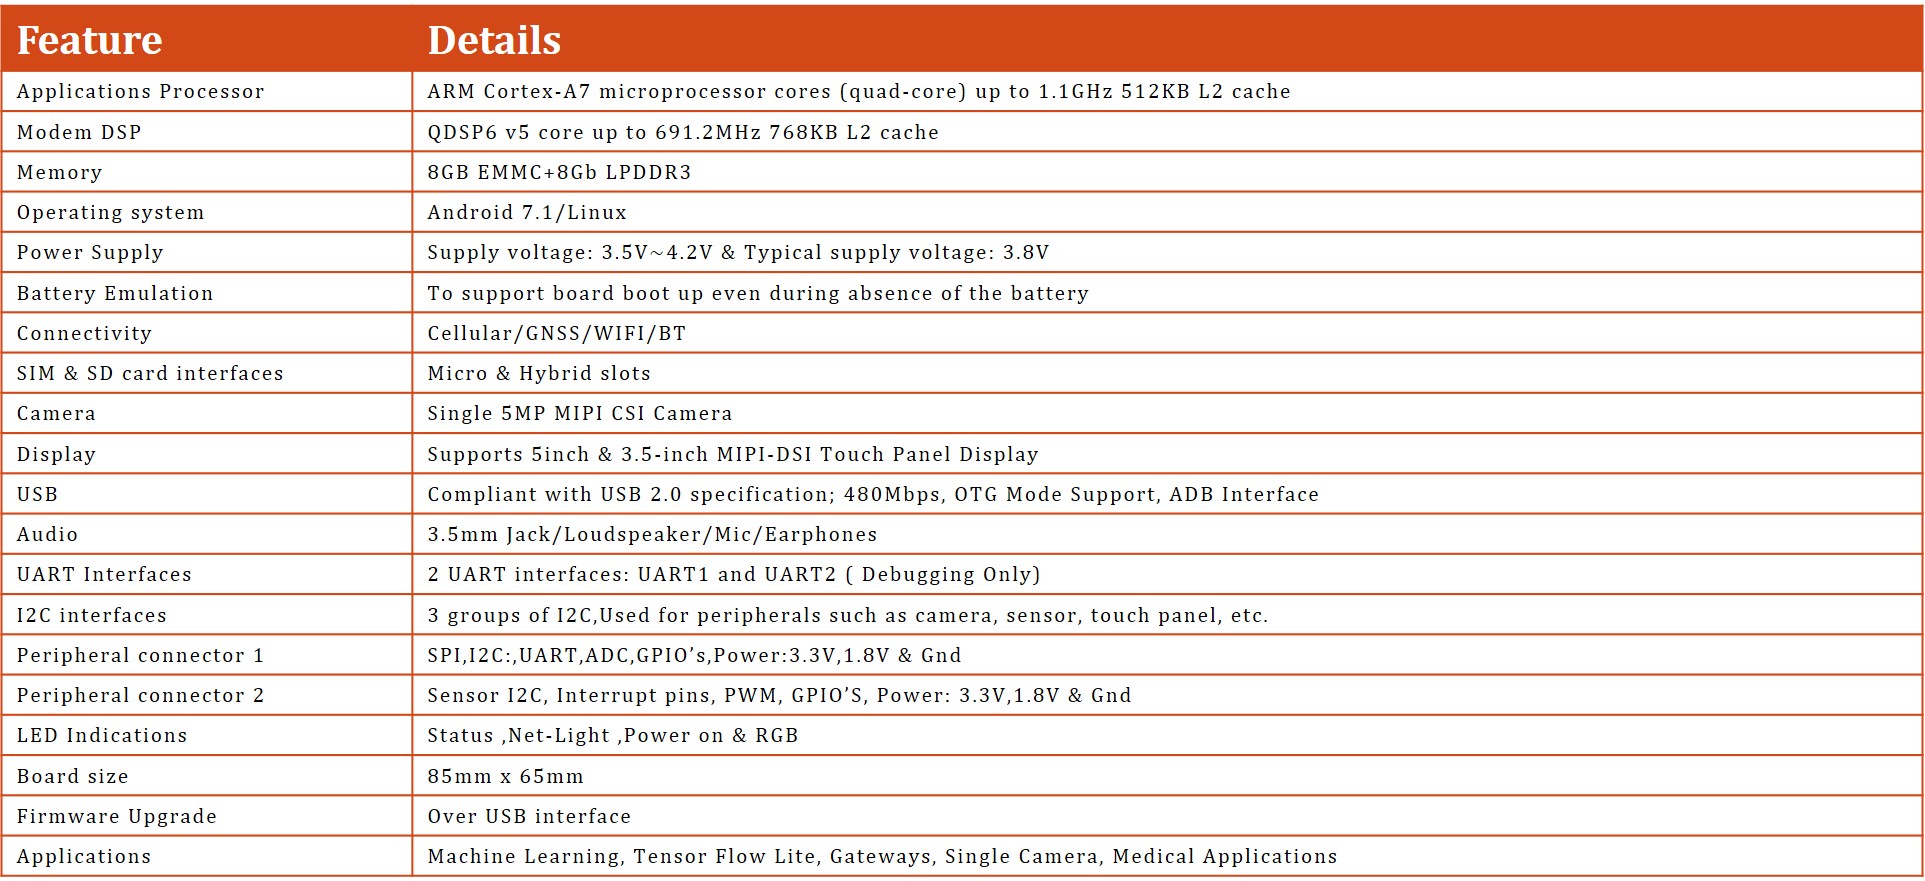 Feature Details
Applications Processor ARM Cortex-A7 microprocessor cores (quad-core) up to 1.1GHz 512KB L2 cache
Modem DSP QDSP6 v5 core up to 691.2MHz 768KB L2 cache
Memory 8GB EMMC+8Gb LPDDR3
Operating system Android 7.1/Linux
Power Supply Supply voltage: 3.5V~4.2V & Typical supply voltage: 3.8V
Battery Emulation To support board boot up even during absence of the battery
Connectivity Cellular/GNSS/WIFI/BT
SIM & SD card interfaces Micro & Hybrid slots
Camera Single 5MP MIPI CSI Camera
Display Supports 5inch & 3.5-inch MIPI-DSI Touch Panel Display
USB Compliant with USB 2.0 specification; 480Mbps, OTG Mode Support, ADB Interface
Audio 3.5mm Jack/Loudspeaker/Mic/Earphones
UART Interfaces 2 UART interfaces: UART1 and UART2 ( Debugging Only)
I2C interfaces 3 groups of I2C,Used for peripherals such as camera, sensor, touch panel, etc.
Peripheral connector 1 SPI,I2C:,UART,ADC,GPIO’s,Power:3.3V,1.8V & Gnd
Peripheral connector 2 Sensor I2C, Interrupt pins, PWM, GPIO’S, Power: 3.3V,1.8V & Gnd
LED Indications Status ,Net-Light ,Power on & RGB
Board size 85mm x 65mm
Firmware Upgrade Over USB interface
Applications Machine Learning, Tensor Flow Lite, Gateways, Single Camera, Medical Applications